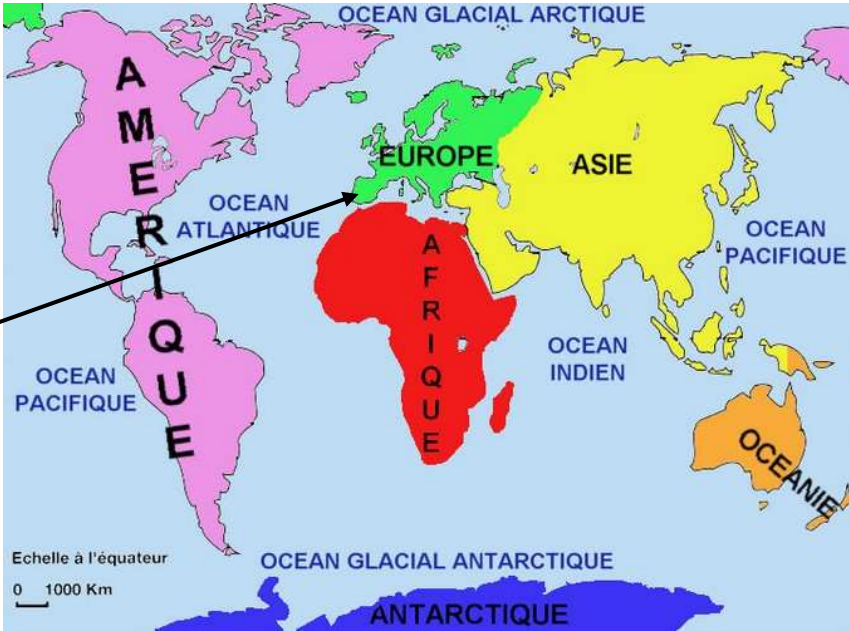 OCEAN GLACIAL ARCTIQUE
AMERIQUE
EUROPE
ASIE
OCEAN
ATLANTIQUE
OCEAN
PACIFIQUE
AFRIQUE
OCEAN
INDIEN
OCEAN
PACIFIQUE
OCEANIE
Echelle à l'équateur
0 1000 Km
OCEAN GLACIAL ANTARCTIQUE
ANTARCTIQUE